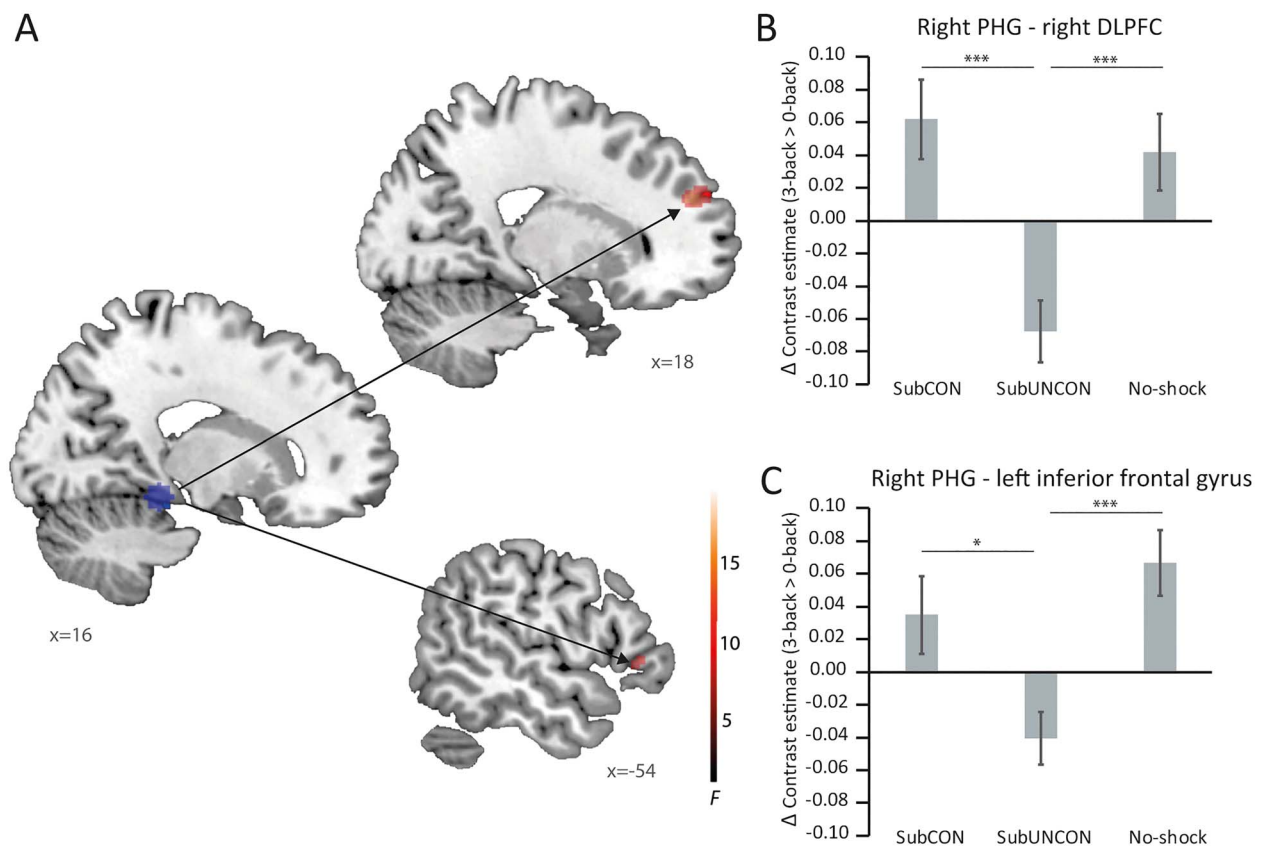 A
x=18
x=16
x=-54
15
10
5
F
B
Right PHG - right DLPFC
Δ Contrast estimate (3-back > 0-back)
0.10
0.08
0.06
0.04
0.02
0.00
-0.02
-0.04
-0.06
-0.08
-0.10
*** ***
SubCON SubUNCON No-shock
C
Right PHG - left inferior frontal gyrus
Δ Contrast estimate (3-back > 0-back)
0.10
0.08
0.06
0.04
0.02
0.00
-0.02
-0.04
-0.06
-0.08
-0.10
***
*
SubCON SubUNCON No-shock